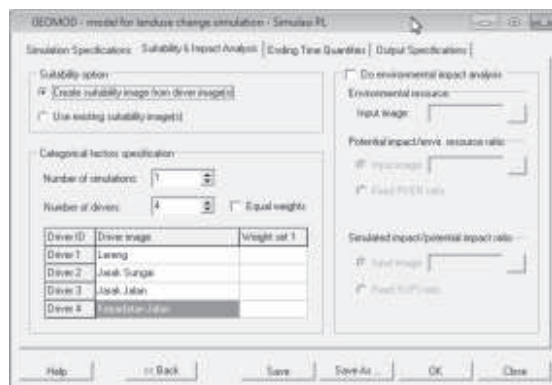 GEOMOD - model for landuse change simulation - Simulasi PL
Simulation Specifications
Suitability & Impact Analysis
Ending Time Quantities
Output Specifications
Suitability option
Create suitability image from driver image(s)
Use existing suitability image(s)
Categorical factors specification
Number of simulations: 1
Number of drivers: 4 Equal weights
Driver ID Driver image Weight set 1
Driver 1 Lereng
Driver 2 Jarak Sungai
Driver 3 Jarak Jalan
Driver 4 Kepadatan Jalan
Do environmental impact analysis
Environmental resource:
Input image: ...
Potential impact/envir. resource ratio:
Input image: ...
Fixed PI/ER ratio
Simulated impact/potential impact ratio:
Input image: ...
Fixed SI/PI ratio
Help << Back Save Save As ... OK Close